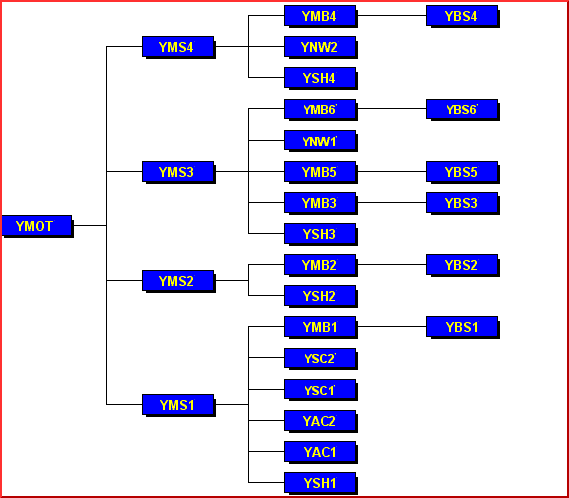 YMB4 YBS4
YMS4 YNW2
YSH4
YMB6' YBS6'
YNW1'
YMS3 YMB5 YBS5
YMB3 YBS3
YMOT
YSH3
YMB2 YBS2
YMS2
YSH2
YMB1 YBS1
YSC2'
YSC1'
YMS1
YAC2
YAC1
YSH1